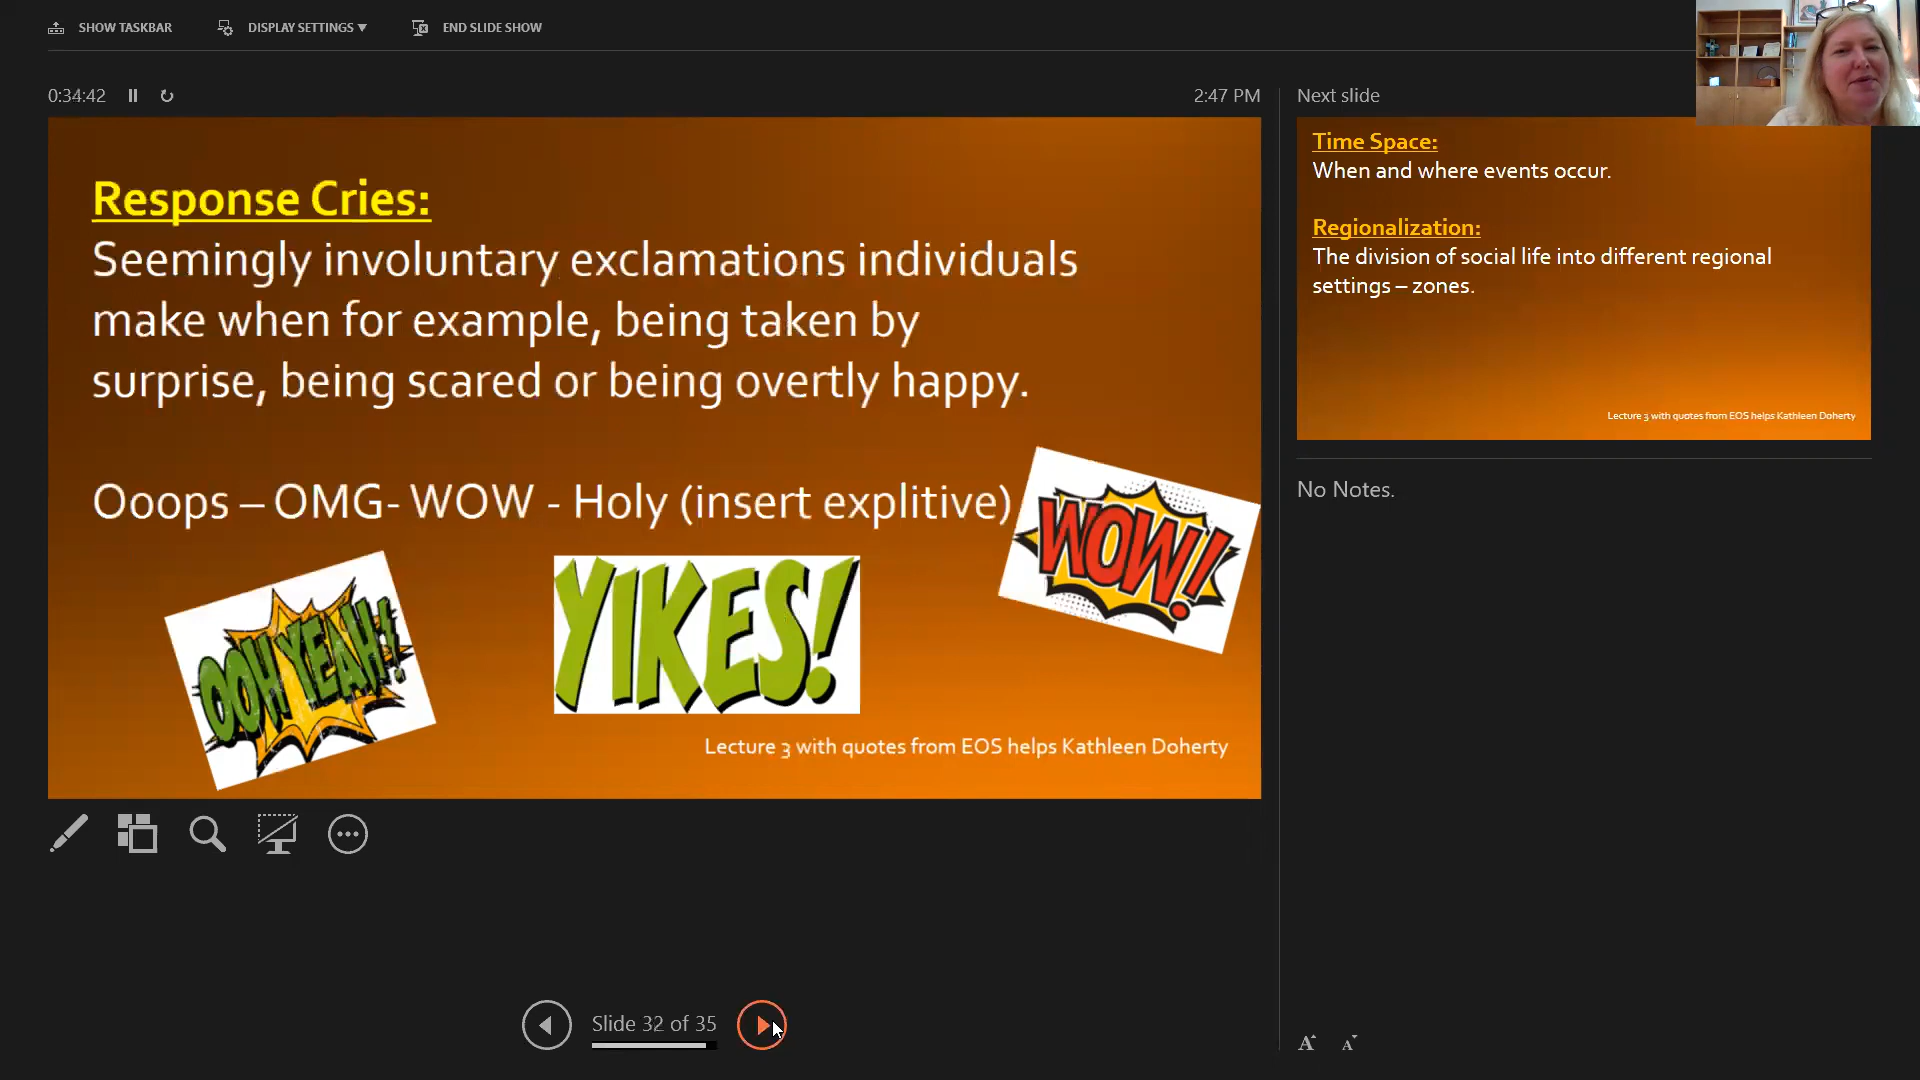 SHOW TASKBAR
DISPLAY SETTINGS ▼
END SLIDE SHOW
0:34:42
2:47 PM
Next slide
Response Cries:
Seemingly involuntary exclamations individuals
make when for example, being taken by
surprise, being scared or being overtly happy.
Ooops – OMG- WOW - Holy (insert explitive)
WOW!
OOH YEAH!
YIKES!
Lecture 3 with quotes from EOS helps Kathleen Doherty
Time Space:
When and where events occur.
Regionalization:
The division of social life into different regional
settings – zones.
Lecture 3 with quotes from EOS helps Kathleen Doherty
No Notes.
Slide 32 of 35
A A